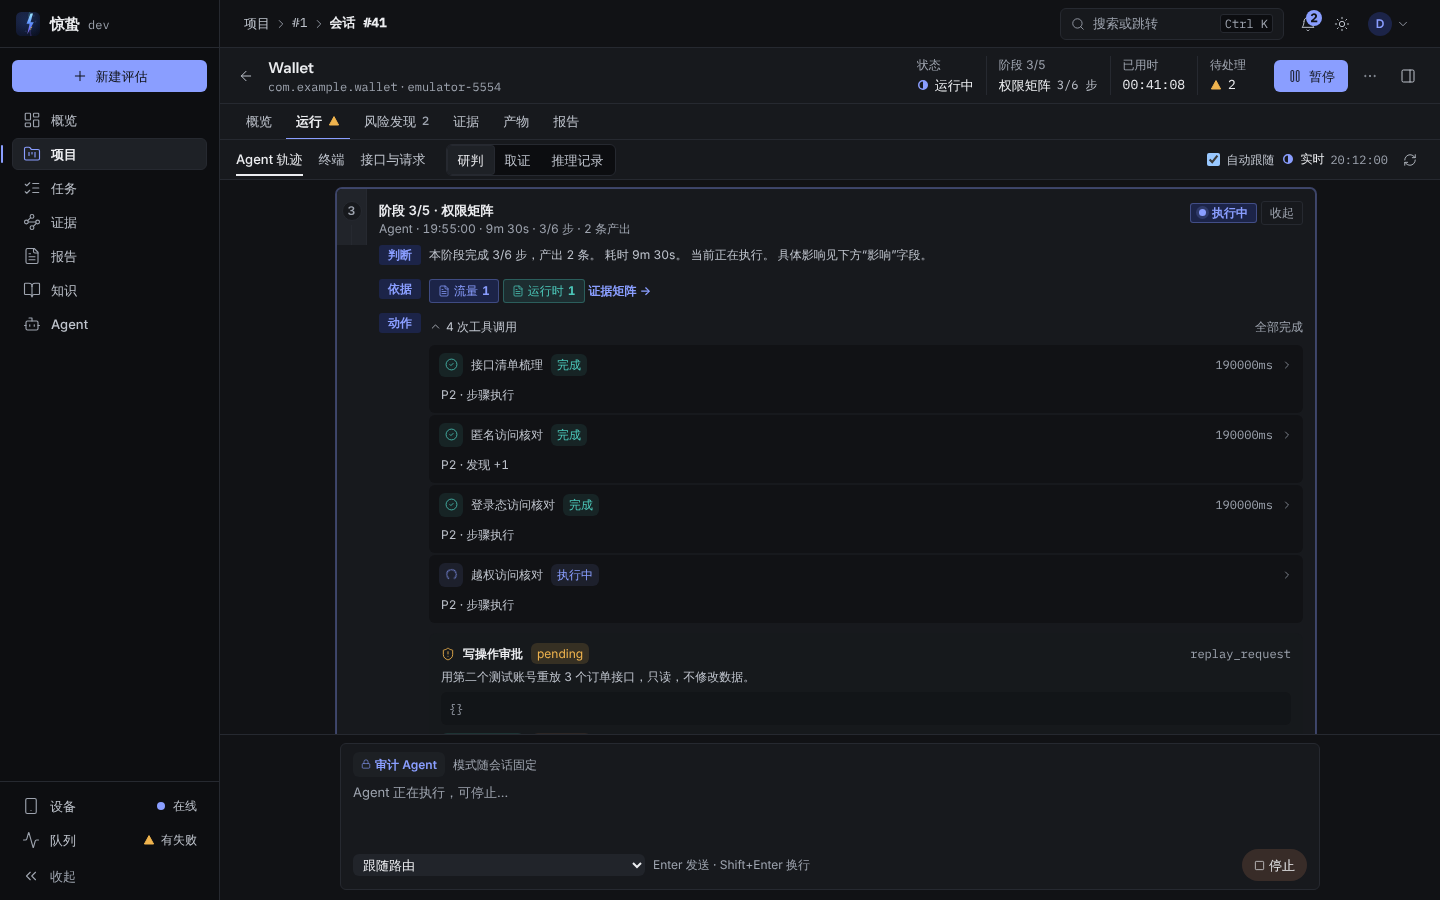 惊蛰 dev
项目 > #1 > 会话 #41
搜索或跳转 Ctrl K
2
D
新建评估
概览
项目
任务
证据
报告
知识
Agent
设备 在线
队列 有失败
收起
Wallet
com.example.wallet · emulator-5554
状态
运行中
阶段 3/5
权限矩阵 3/6 步
已用时
00:41:08
待处理
2
暂停
概览 运行 风险发现 2 证据 产物 报告
Agent 轨迹 终端 接口与请求 研判 取证 推理记录
自动跟随 实时 20:12:00
3
阶段 3/5 · 权限矩阵
执行中 收起
Agent · 19:55:00 · 9m 30s · 3/6 步 · 2 条产出
判断 本阶段完成 3/6 步，产出 2 条。 耗时 9m 30s。 当前正在执行。 具体影响见下方“影响”字段。
依据 流量 1 运行时 1 证据矩阵 →
动作 4 次工具调用 全部完成
接口清单梳理 完成 190000ms
P2 · 步骤执行
匿名访问核对 完成 190000ms
P2 · 发现 +1
登录态访问核对 完成 190000ms
P2 · 步骤执行
越权访问核对 执行中
P2 · 步骤执行
写操作审批 pending replay_request
用第二个测试账号重放 3 个订单接口，只读，不修改数据。
{}
审计 Agent 模式随会话固定
Agent 正在执行，可停止...
跟随路由 Enter 发送 · Shift+Enter 换行
停止